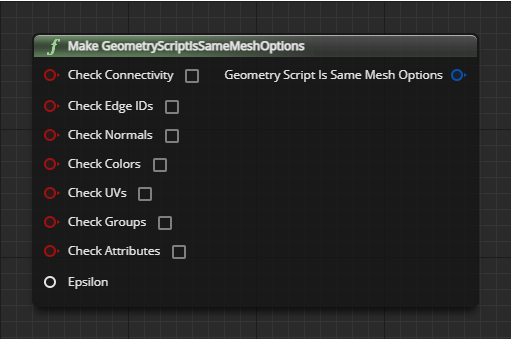 f Make GeometryScriptIsSameMeshOptions
Check Connectivity Geometry Script Is Same Mesh Options
Check Edge IDs
Check Normals
Check Colors
Check UVs
Check Groups
Check Attributes
Epsilon